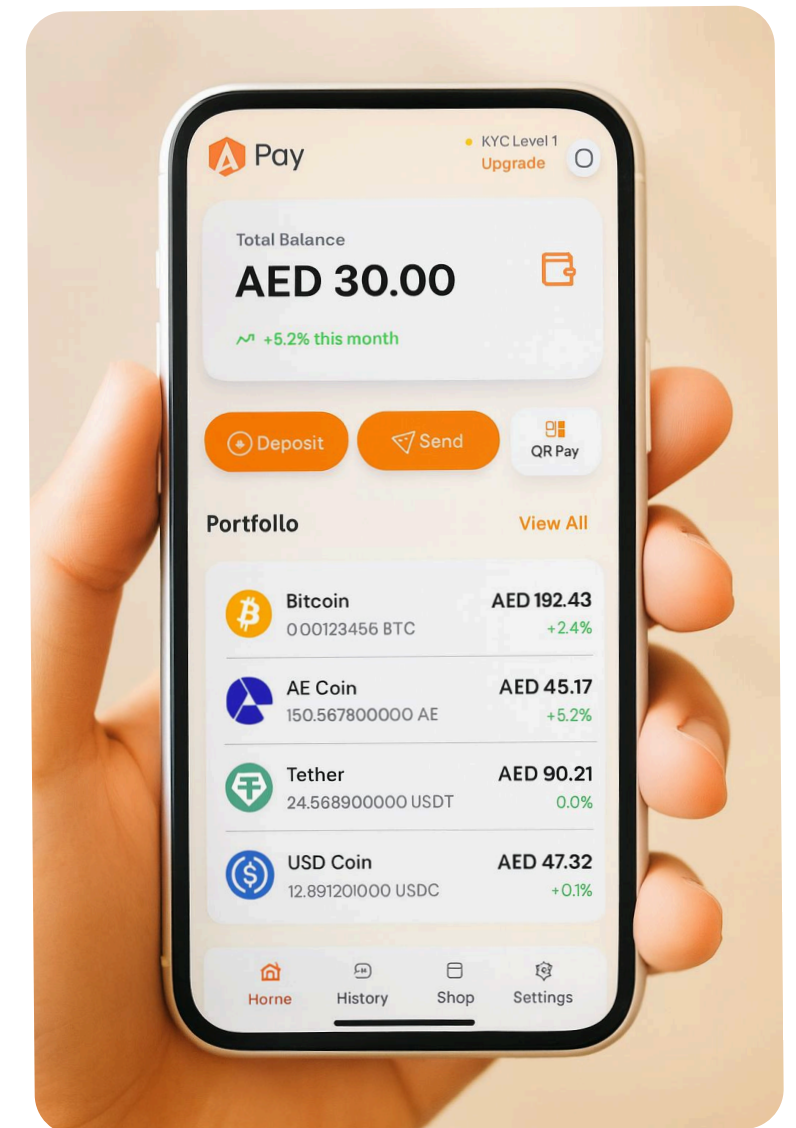 Pay
KYC Level 1
Upgrade
Total Balance
AED 30.00
+5.2% this month
Deposit
Send
QR Pay
Portfollo
View All
Bitcoin
AED 192.43
0 00123456 BTC
+2.4%
AE Coin
AED 45.17
150.567800000 AE
+5.2%
Tether
AED 90.21
24.568900000 USDT
0.0%
USD Coin
AED 47.32
12.891201000 USDC
+0.1%
Horne
History
Shop
Settings